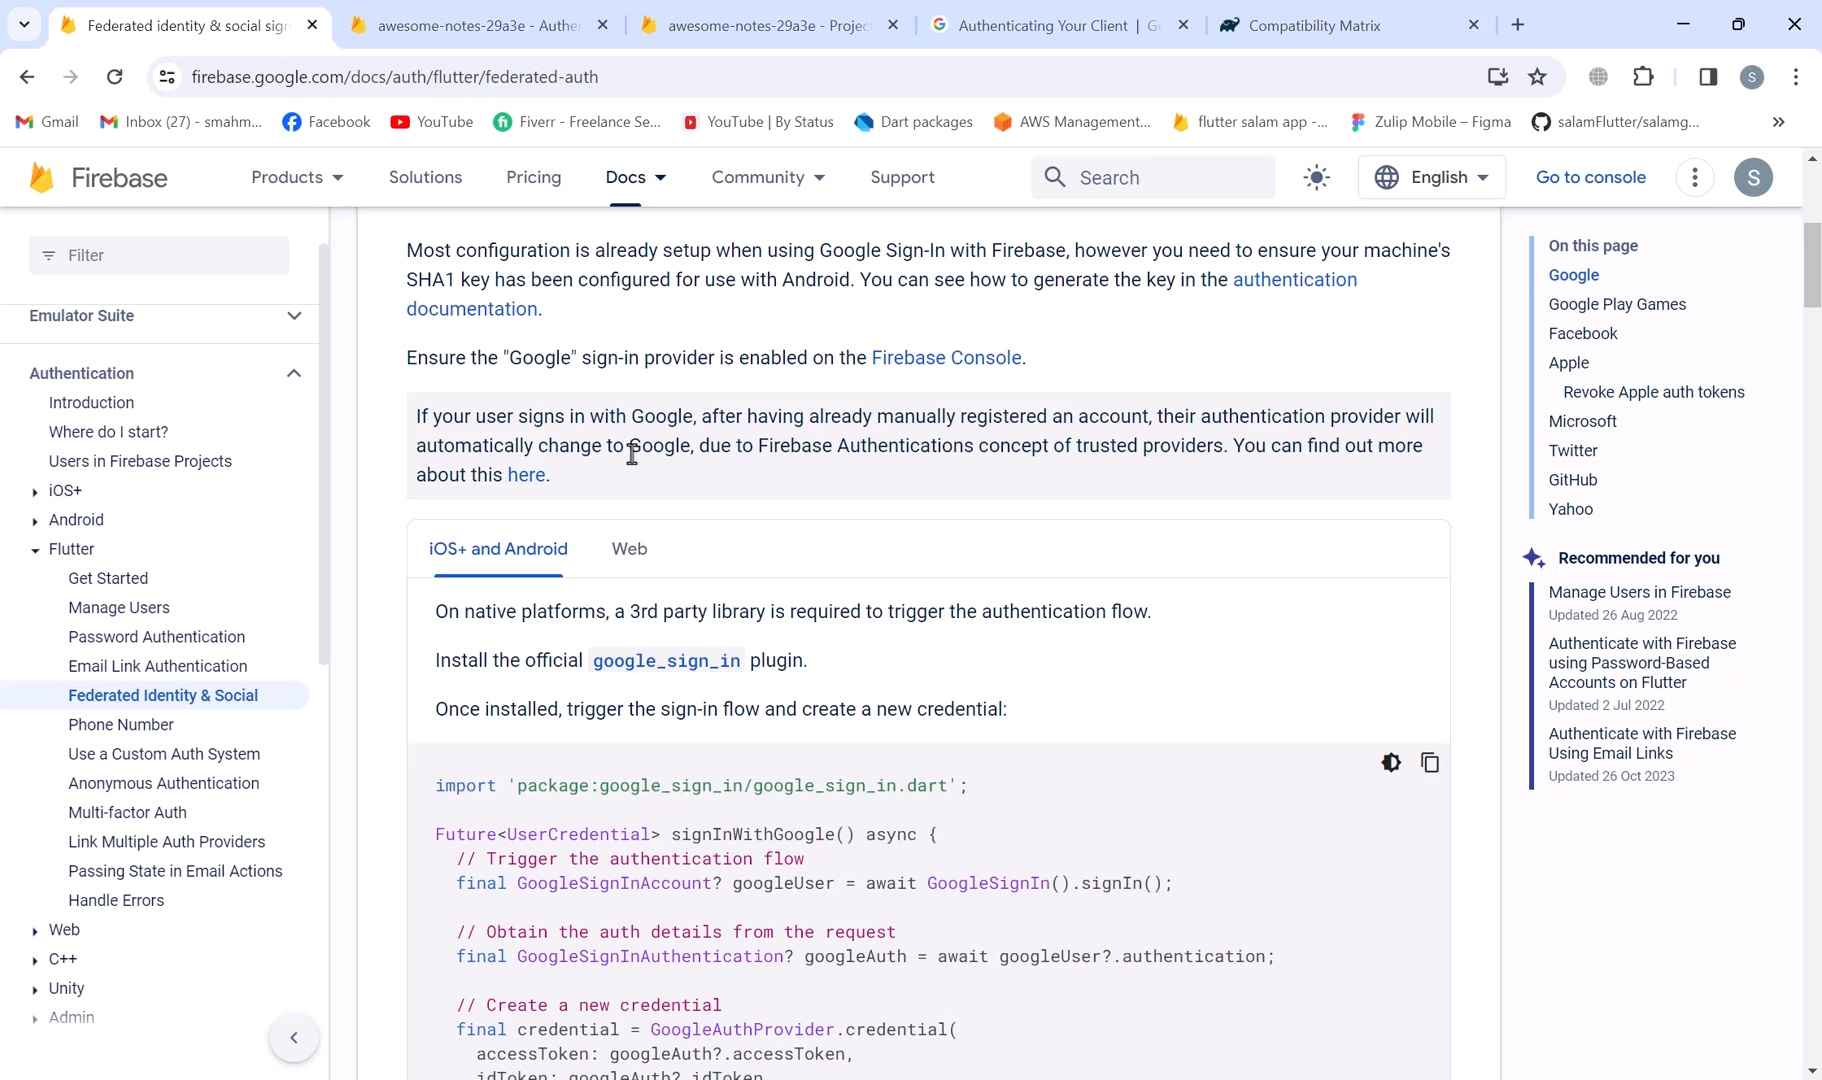 Federated identity & social sign
awesome-notes-29a3e - Auther
awesome-notes-29a3e - Projec
Authenticating Your Client | Go
Compatibility Matrix
firebase.google.com/docs/auth/flutter/federated-auth
S
Gmail
Inbox (27) - smahm...
Facebook
YouTube
Fiverr - Freelance Se...
YouTube | By Status
Dart packages
AWS Management...
flutter salam app -...
Zulip Mobile – Figma
salamFlutter/salamg...
Firebase
Products
Solutions
Pricing
Docs
Community
Support
Search
English
Go to console
S
Filter
Emulator Suite
Authentication
Introduction
Where do I start?
Users in Firebase Projects
iOS+
Android
Flutter
Get Started
Manage Users
Password Authentication
Email Link Authentication
Federated Identity & Social
Phone Number
Use a Custom Auth System
Anonymous Authentication
Multi-factor Auth
Link Multiple Auth Providers
Passing State in Email Actions
Handle Errors
Web
C++
Unity
Admin
Most configuration is already setup when using Google Sign-In with Firebase, however you need to ensure your machine's
SHA1 key has been configured for use with Android. You can see how to generate the key in the authentication
documentation.
Ensure the "Google" sign-in provider is enabled on the Firebase Console.
If your user signs in with Google, after having already manually registered an account, their authentication provider will
automatically change to Google, due to Firebase Authentications concept of trusted providers. You can find out more
about this here.
iOS+ and Android
Web
On native platforms, a 3rd party library is required to trigger the authentication flow.
Install the official google_sign_in plugin.
Once installed, trigger the sign-in flow and create a new credential:
import 'package:google_sign_in/google_sign_in.dart';
Future<UserCredential> signInWithGoogle() async {
// Trigger the authentication flow
final GoogleSignInAccount? googleUser = await GoogleSignIn().signIn();
// Obtain the auth details from the request
final GoogleSignInAuthentication? googleAuth = await googleUser?.authentication;
// Create a new credential
final credential = GoogleAuthProvider.credential(
accessToken: googleAuth?.accessToken,
idToken: googleAuth?.idToken
On this page
Google
Google Play Games
Facebook
Apple
Revoke Apple auth tokens
Microsoft
Twitter
GitHub
Yahoo
Recommended for you
Manage Users in Firebase
Updated 26 Aug 2022
Authenticate with Firebase
using Password-Based
Accounts on Flutter
Updated 2 Jul 2022
Authenticate with Firebase
Using Email Links
Updated 26 Oct 2023